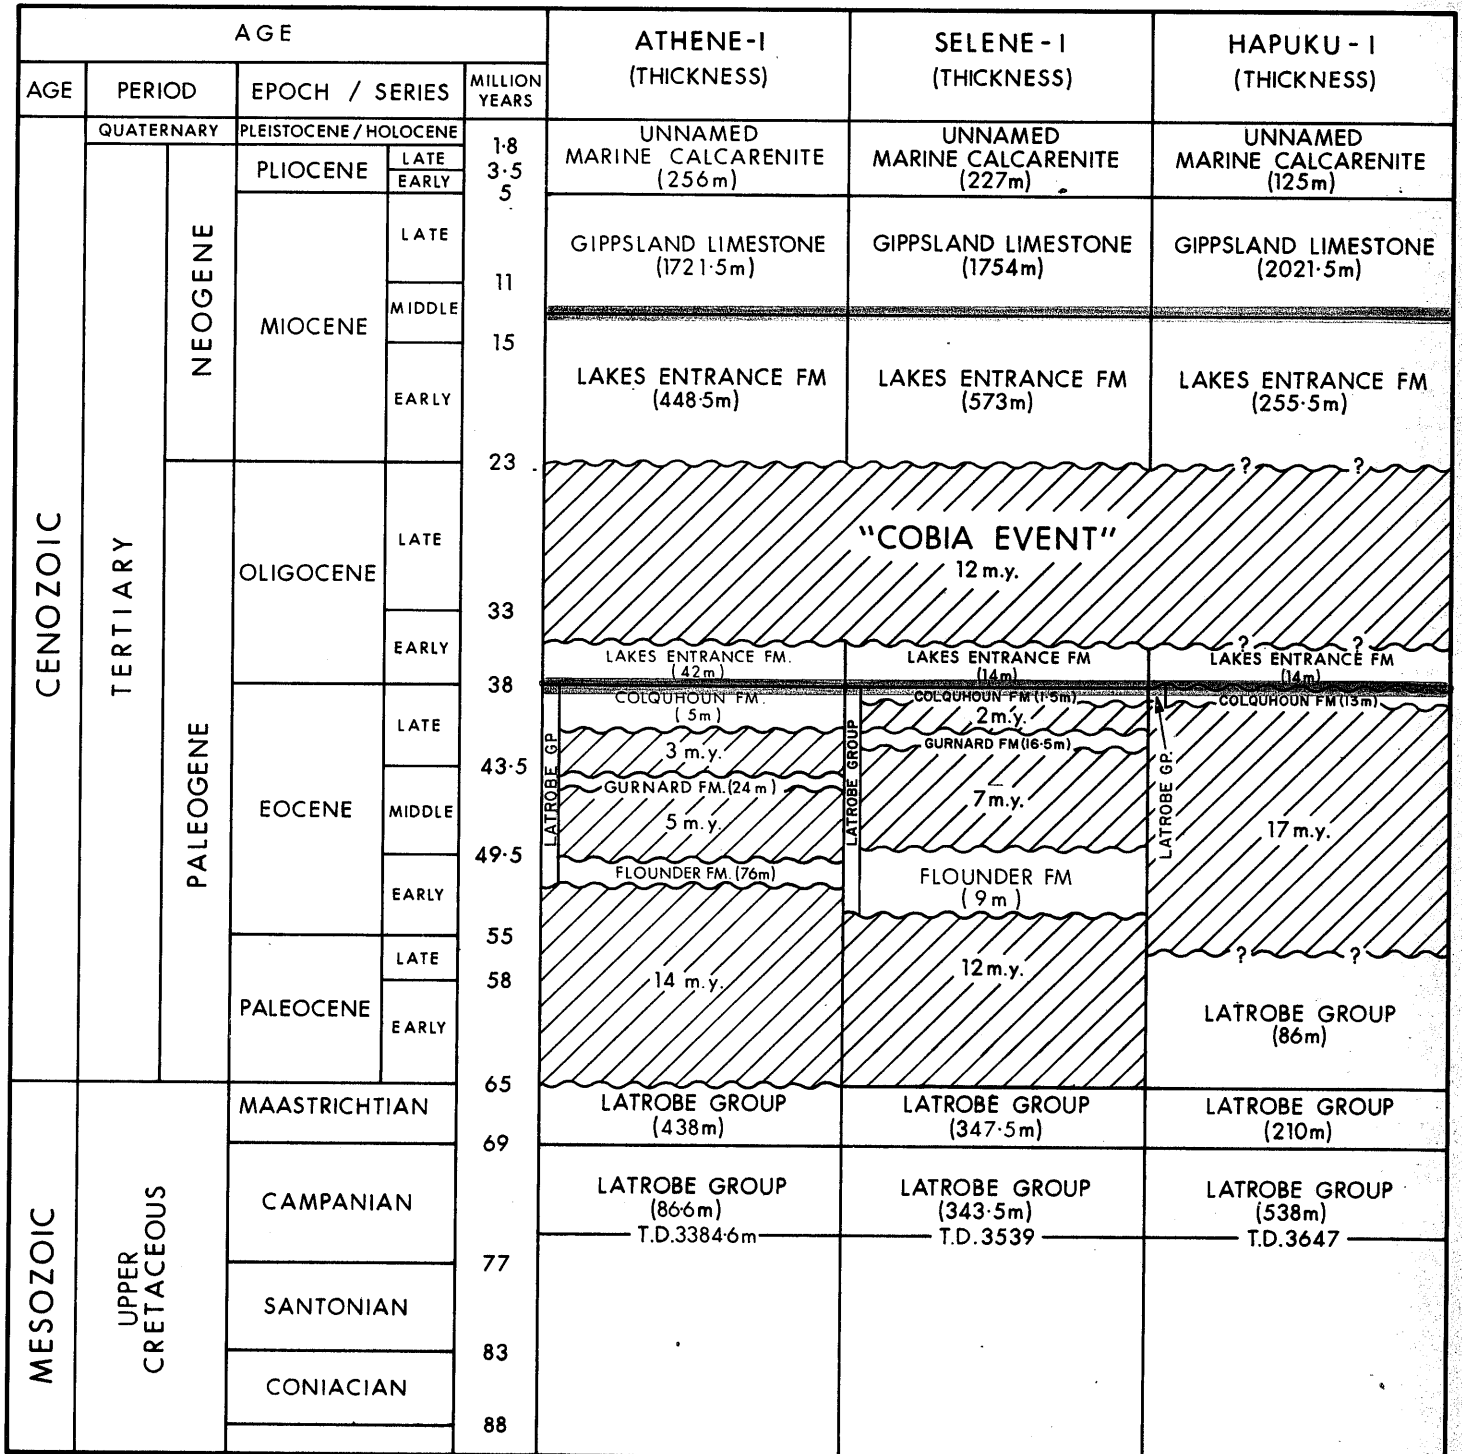 AGE
ATHENE-1
(THICKNESS)
SELENE-1
(THICKNESS)
HAPUKU-1
(THICKNESS)
AGE
PERIOD
EPOCH / SERIES
MILLION
YEARS
QUATERNARY
PLEISTOCENE / HOLOCENE
1·8
UNNAMED
MARINE CALCARENITE
(256m)
UNNAMED
MARINE CALCARENITE
(227m)
UNNAMED
MARINE CALCARENITE
(125m)
PLIOCENE
LATE
3·5
EARLY
5
CENOZOIC
TERTIARY
NEOGENE
MIOCENE
LATE
GIPPSLAND LIMESTONE
(1721·5m)
GIPPSLAND LIMESTONE
(1754m)
GIPPSLAND LIMESTONE
(2021·5m)
11
MIDDLE
15
EARLY
LAKES ENTRANCE FM
(448·5m)
LAKES ENTRANCE FM
(573m)
LAKES ENTRANCE FM
(255·5m)
23
? ?
PALEOGENE
OLIGOCENE
LATE
"COBIA EVENT"
12 m.y.
33
EARLY
? ?
LAKES ENTRANCE FM.
(42m)
LAKES ENTRANCE FM
(14m)
LAKES ENTRANCE FM
(14m)
38
EOCENE
LATE
LATROBE GP
COLQUHOUN FM.
(5m)
3 m.y.
GURNARD FM.(24m)
5 m.y.
FLOUNDER FM.(76m)
14 m.y.
LATROBE GROUP
COLQUHOUN FM(1·5m)
2m.y.
GURNARD FM(16·5m)
7m.y.
FLOUNDER FM
(9m)
12m.y.
LATROBE GP.
COLQUHOUN FM(13m)
17m.y.
? ?
LATROBE GROUP
(86m)
43·5
MIDDLE
49·5
EARLY
55
PALEOCENE
LATE
58
EARLY
65
MESOZOIC
UPPER
CRETACEOUS
MAASTRICHTIAN
LATROBE GROUP
(438m)
LATROBE GROUP
(347·5m)
LATROBE GROUP
(210m)
69
CAMPANIAN
LATROBE GROUP
(86·6m)
T.D.3384·6m
LATROBE GROUP
(343·5m)
T.D.3539
LATROBE GROUP
(538m)
T.D.3647
77
SANTONIAN
83
CONIACIAN
88